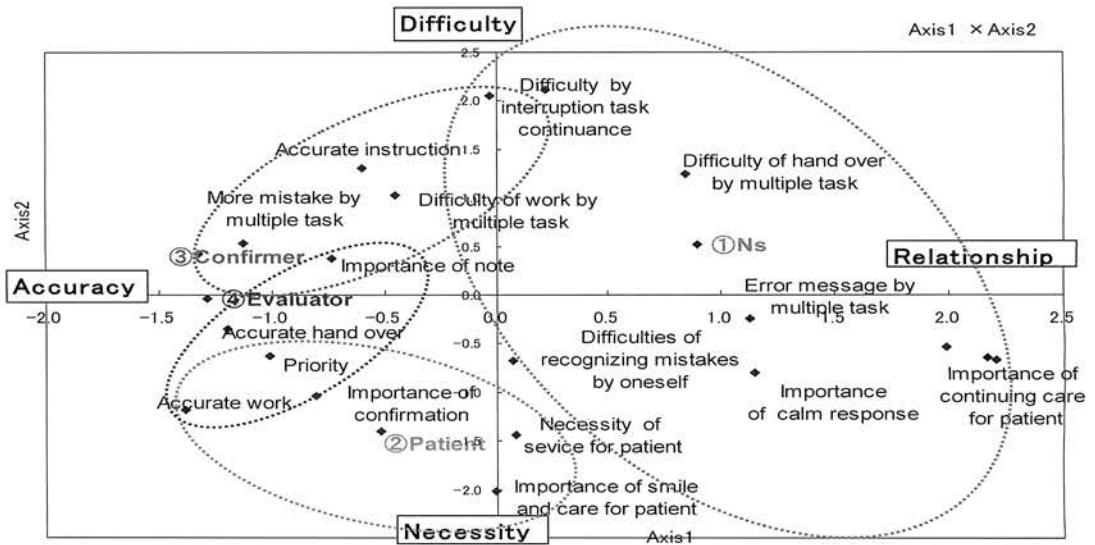 Difficulty
Axis1 × Axis2
2.5
Difficulty by
interruption task
continuance
2.0
Accurate instruction
1.5
Difficulty of hand over
by multiple task
More mistake by
multiple task
Difficulty of work by
multiple task
1.0
Axis2
③Confirmer
0.5
①Ns
Importance of note
Relationship
Accuracy
④Evaluator
0.0
Error message by
multiple task
-2.0
-1.5
-1.0
-0.5
0.0
0.5
1.0
1.5
2.0
2.5
Accurate hand over
-0.5
Difficulties of
recognizing mistakes
by oneself
Priority
Importance of
continuing care
for patient
Accurate work
Importance of
confirmation
-1.0
Importance
of calm response
②Patient
-1.5
Necessity of
sevice for patient
-2.0
Importance of smile
and care for patient
Necessity
Axis1